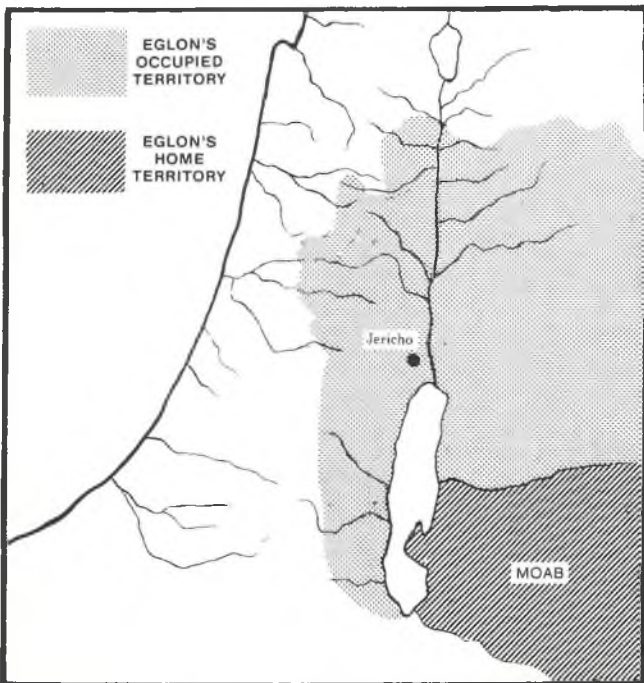 EGLON'S
OCCUPIED
TERRITORY
EGLON'S
HOME
TERRITORY
Jericho
MOAB